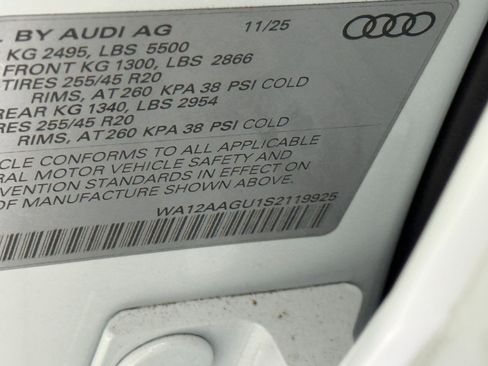 BY AUDI AG 11/25
KG 2495, LBS 5500
FRONT KG 1300, LBS 2866
TIRES 255/45 R20
RIMS, AT 260 KPA 38 PSI COLD
REAR KG 1340, LBS 2954
RES 255/45 R20
RIMS, AT 260 KPA 38 PSI COLD
CLE CONFORMS TO ALL APPLICABLE
RAL MOTOR VEHICLE SAFETY AND
VENTION STANDARDS IN EFFECT ON
OF MANUFACTURE SHOWN ABOVE.
WA12AAGU1S2119925